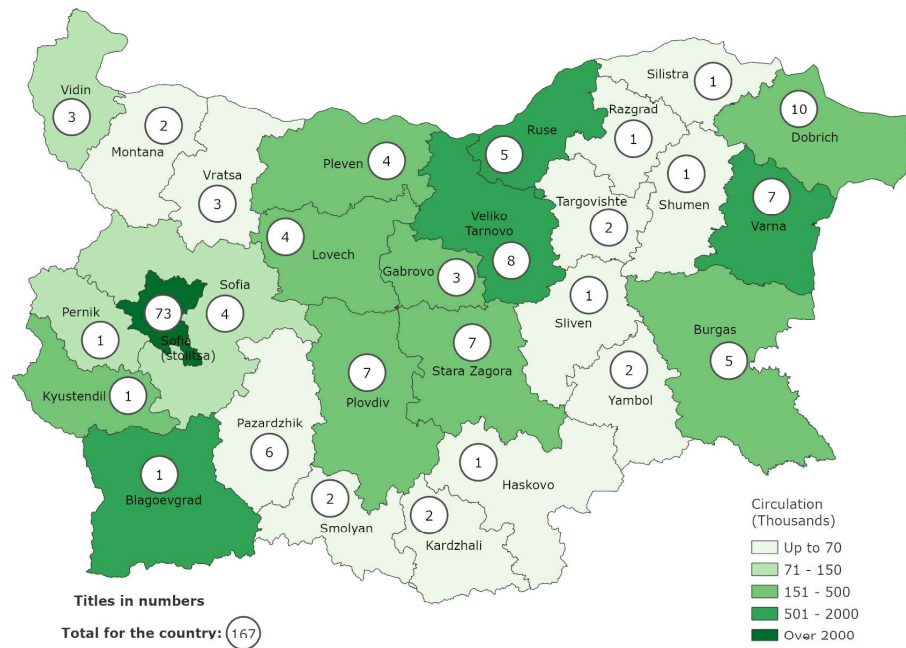 Silistra
1
Vidin
3
2
Montana
Razgrad
1
10
Dobrich
Ruse
5
Pleven
4
Vratsa
3
1
Shumen
7
Varna
Targovishte
2
Veliko
Tarnovo
8
4
Lovech
Gabrovo
3
Sofia
4
73
Sofia
(stolitsa)
Pernik
1
1
Sliven
Burgas
5
7
Stara Zagora
7
Plovdiv
2
Yambol
Kyustendil
1
Pazardzhik
6
1
Haskovo
1
Blagoevgrad
2
Smolyan
2
Kardzhali
Circulation
(Thousands)
Up to 70
71 - 150
151 - 500
501 - 2000
Over 2000
Titles in numbers
Total for the country: 167